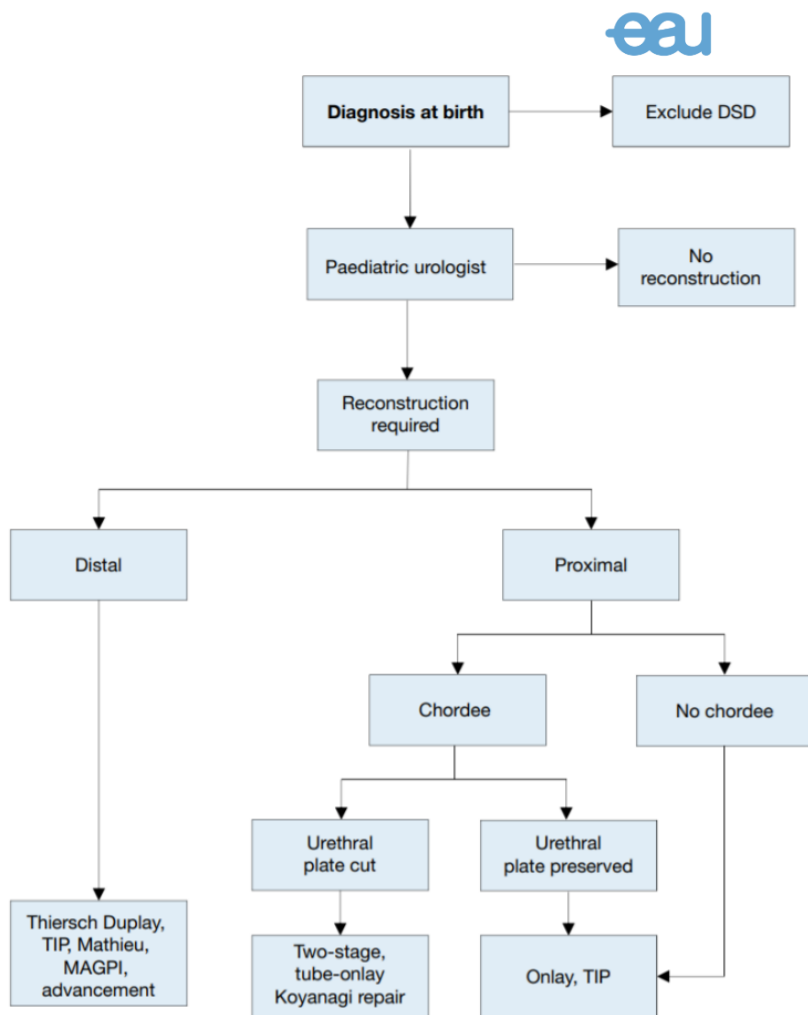 eau
Diagnosis at birth
Exclude DSD
Paediatric urologist
No
reconstruction
Reconstruction
required
Distal
Proximal
Chordee
No chordee
Urethral
plate cut
Urethral
plate preserved
Thiersch Duplay,
TIP, Mathieu,
MAGPI,
advancement
Two-stage,
tube-onlay
Koyanagi repair
Onlay, TIP